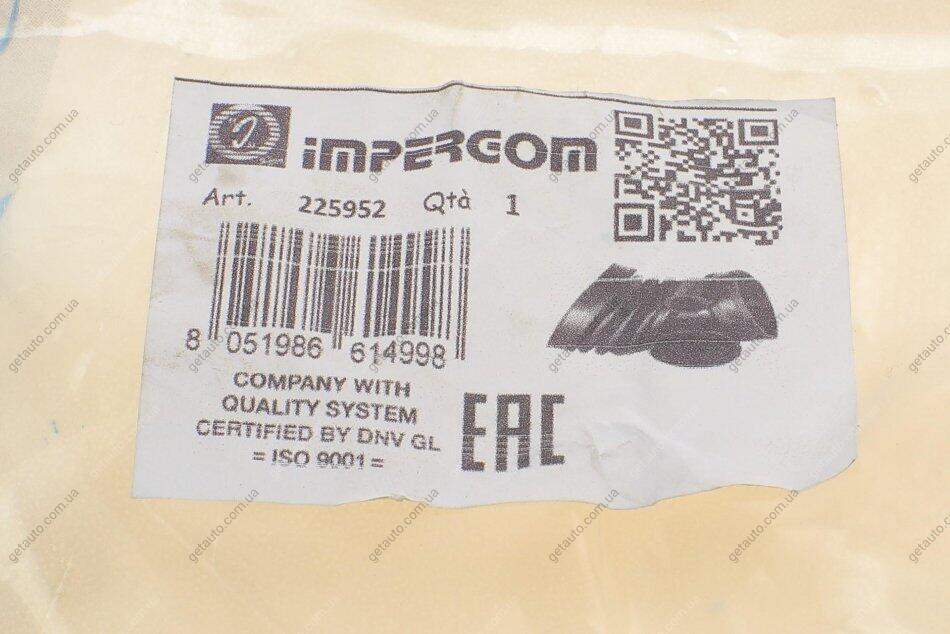 impergom
Art. 225952 Qtà 1
8 051986 614998
COMPANY WITH
QUALITY SYSTEM
CERTIFIED BY DNV GL
= ISO 9001 =
EAC
getauto.com.ua